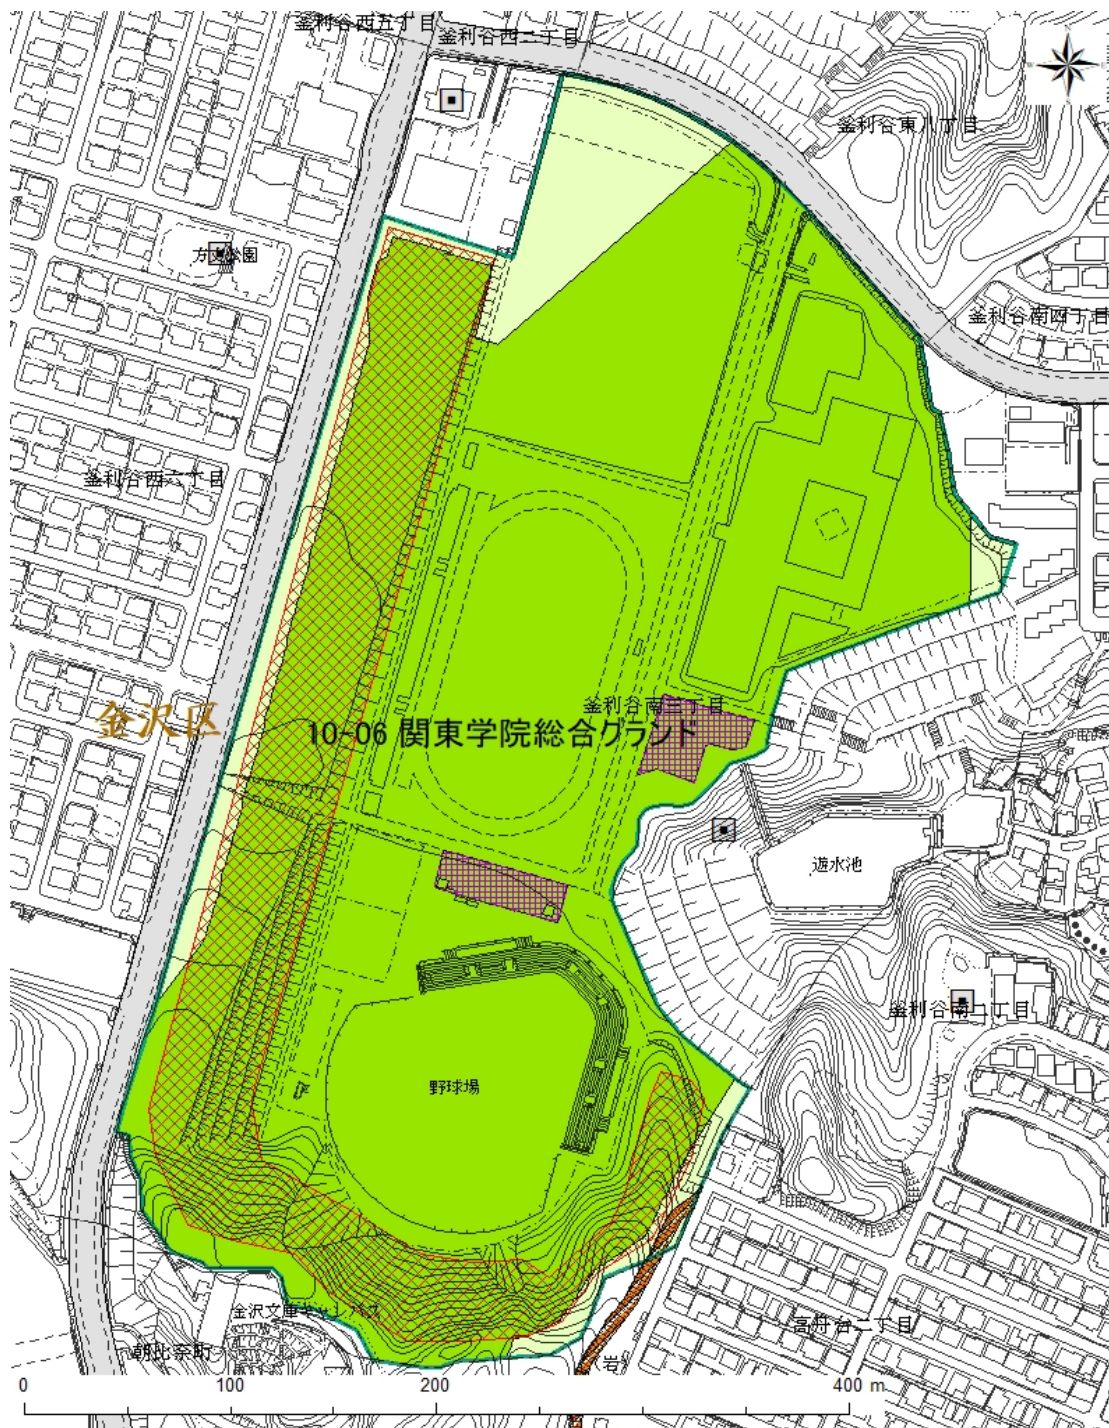 釜利谷西五丁目
釜利谷西二丁目
釜利谷東八丁目
釜利谷南四丁目
釜利谷西六丁目
釜利谷南三丁目
金沢区
10-06 関東学院総合グランド
遊水池
釜利谷南二丁目
野球場
金沢文庫キャンパス
高舟台二丁目
朝比奈町
(岩)
0 100 200 400 m